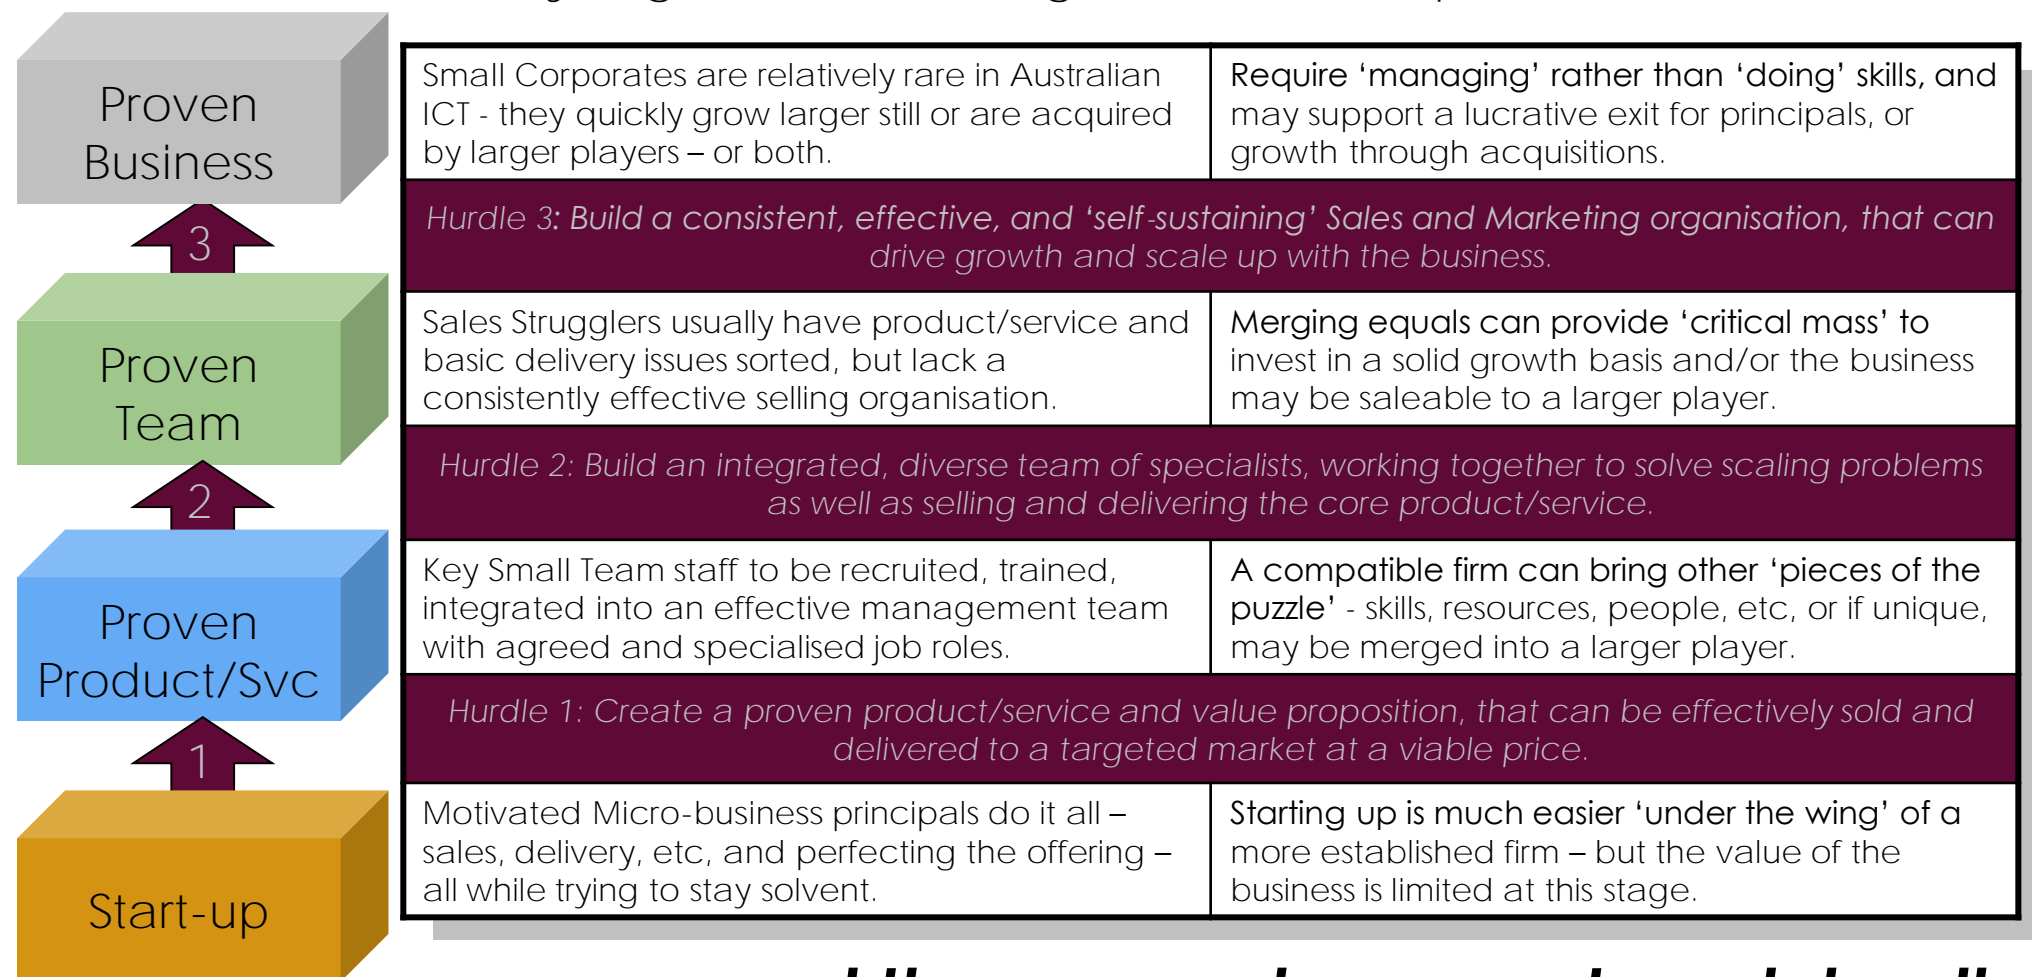 Proven
Business
Small Corporates are relatively rare in Australian
ICT - they quickly grow larger still or are acquired
by larger players – or both.
Require ‘managing’ rather than ‘doing’ skills, and
may support a lucrative exit for principals, or
growth through acquisitions.
3
Hurdle 3: Build a consistent, effective, and ‘self-sustaining’ Sales and Marketing organisation, that can
drive growth and scale up with the business.
Proven
Team
Sales Strugglers usually have product/service and
basic delivery issues sorted, but lack a
consistently effective selling organisation.
Merging equals can provide ‘critical mass’ to
invest in a solid growth basis and/or the business
may be saleable to a larger player.
2
Hurdle 2: Build an integrated, diverse team of specialists, working together to solve scaling problems
as well as selling and delivering the core product/service.
Proven
Product/Svc
Key Small Team staff to be recruited, trained,
integrated into an effective management team
with agreed and specialised job roles.
A compatible firm can bring other ‘pieces of the
puzzle’ - skills, resources, people, etc, or if unique,
may be merged into a larger player.
1
Hurdle 1: Create a proven product/service and value proposition, that can be effectively sold and
delivered to a targeted market at a viable price.
Start-up
Motivated Micro-business principals do it all –
sales, delivery, etc, and perfecting the offering –
all while trying to stay solvent.
Starting up is much easier ‘under the wing’ of a
more established firm – but the value of the
business is limited at this stage.